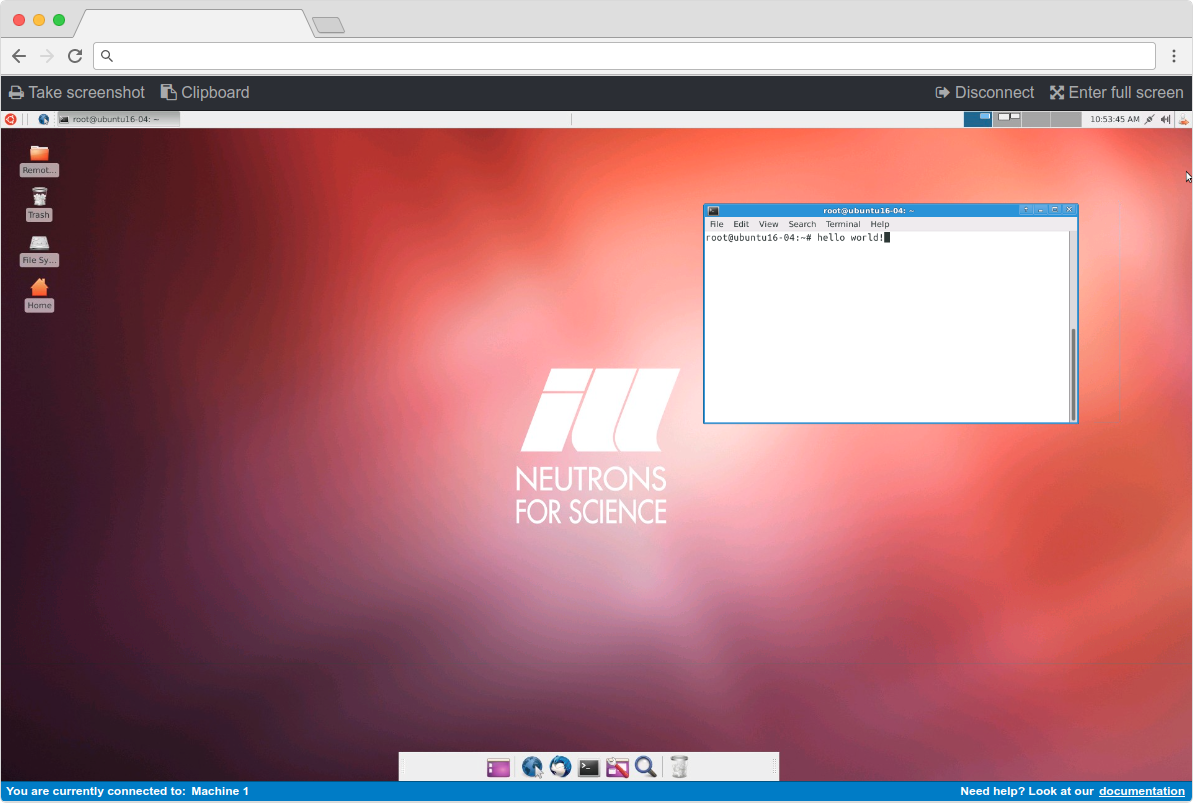 Take screenshot Clipboard Disconnect Enter full screen
root@ubuntu16-04: ~ 10:53:45 AM
Remot...
Trash
File Sy...
Home
root@ubuntu16-04: ~
File Edit View Search Terminal Help
root@ubuntu16-04:~# hello world!
ill
NEUTRONS
FOR SCIENCE
You are currently connected to: Machine 1 Need help? Look at our documentation